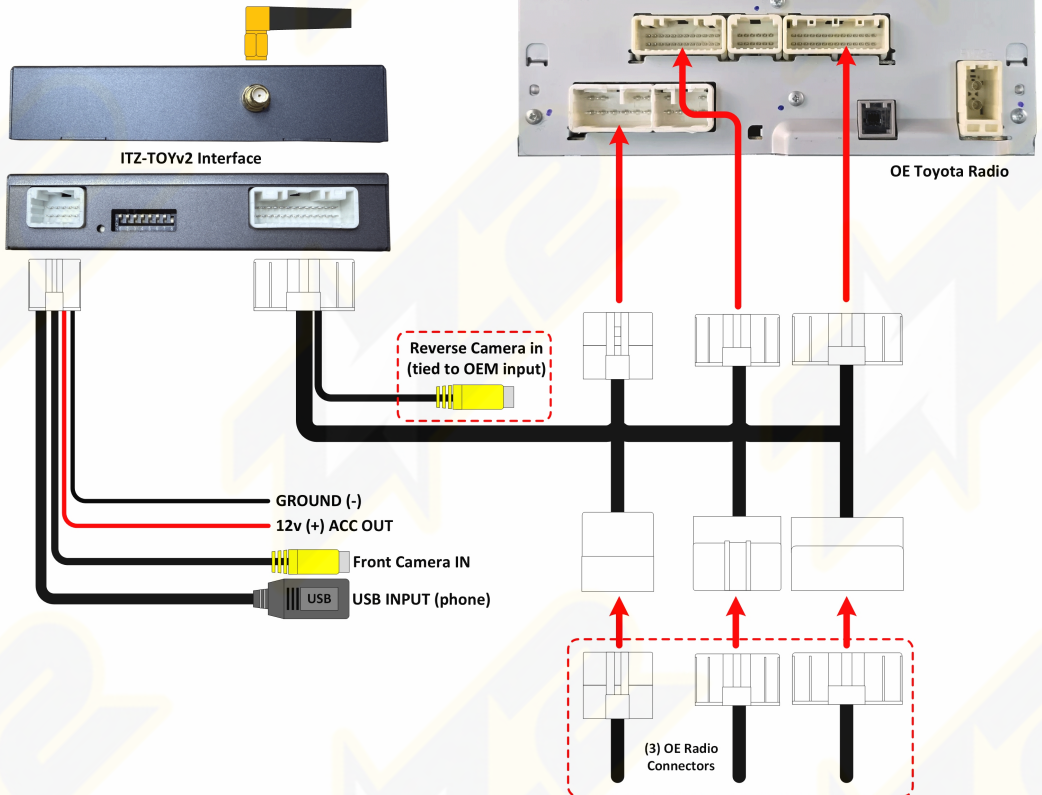 ITZ-TOYv2 Interface
OE Toyota Radio
Reverse Camera in
(tied to OEM input)
GROUND (-)
12v (+) ACC OUT
Front Camera IN
USB
USB INPUT (phone)
(3) OE Radio
Connectors